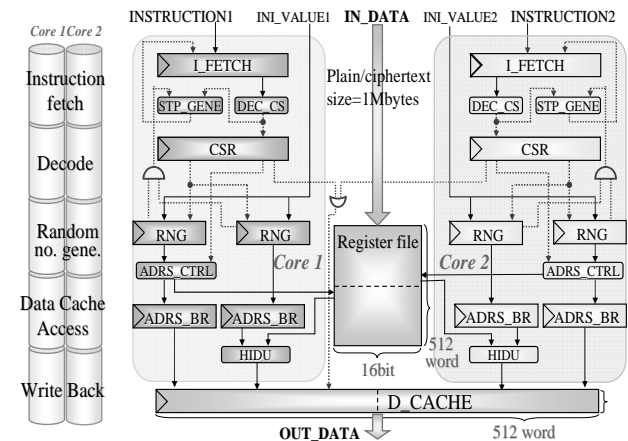 INSTRUCTION1 INI_VALUE1 IN_DATA INI_VALUE2 INSTRUCTION2
Core 1 Core 2
Instruction
fetch
Decode
Random
no. gene.
Data Cache
Access
Write Back
I_FETCH
STP_GENE DEC_CS
CSR
RNG RNG
ADRS_CTRL
Core 1
ADRS_BR ADRS_BR
HIDU
Plain/ciphertext
size=1Mbytes
Register file
16bit
512
word
I_FETCH
DEC_CS STP_GENE
CSR
RNG RNG
Core 2
ADRS_CTRL
ADRS_BR ADRS_BR
HIDU
D_CACHE
OUT_DATA
512 word